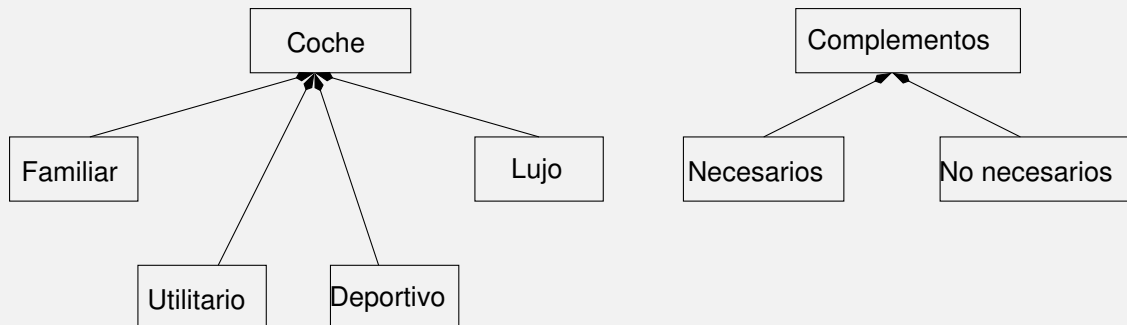 Coche
Complementos
Familiar
Lujo
Necesarios
No necesarios
Utilitario
Deportivo